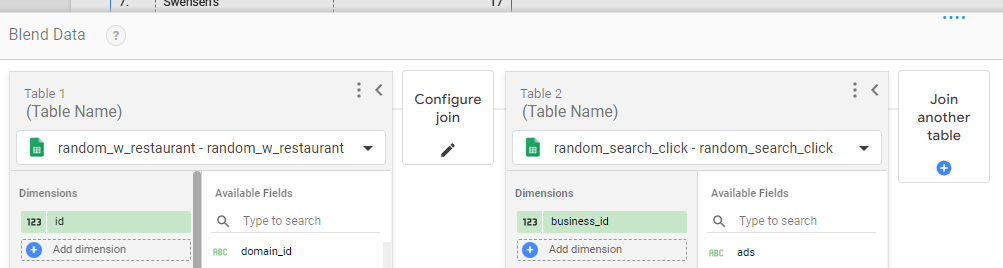 7. Swensen's 17
Blend Data ?
Table 1
(Table Name)
random_w_restaurant - random_w_restaurant
Dimensions
123 id
Add dimension
Available Fields
Type to search
ABC domain_id
Configure
join
Table 2
(Table Name)
random_search_click - random_search_click
Dimensions
123 business_id
Add dimension
Available Fields
Type to search
ABC ads
Join
another
table